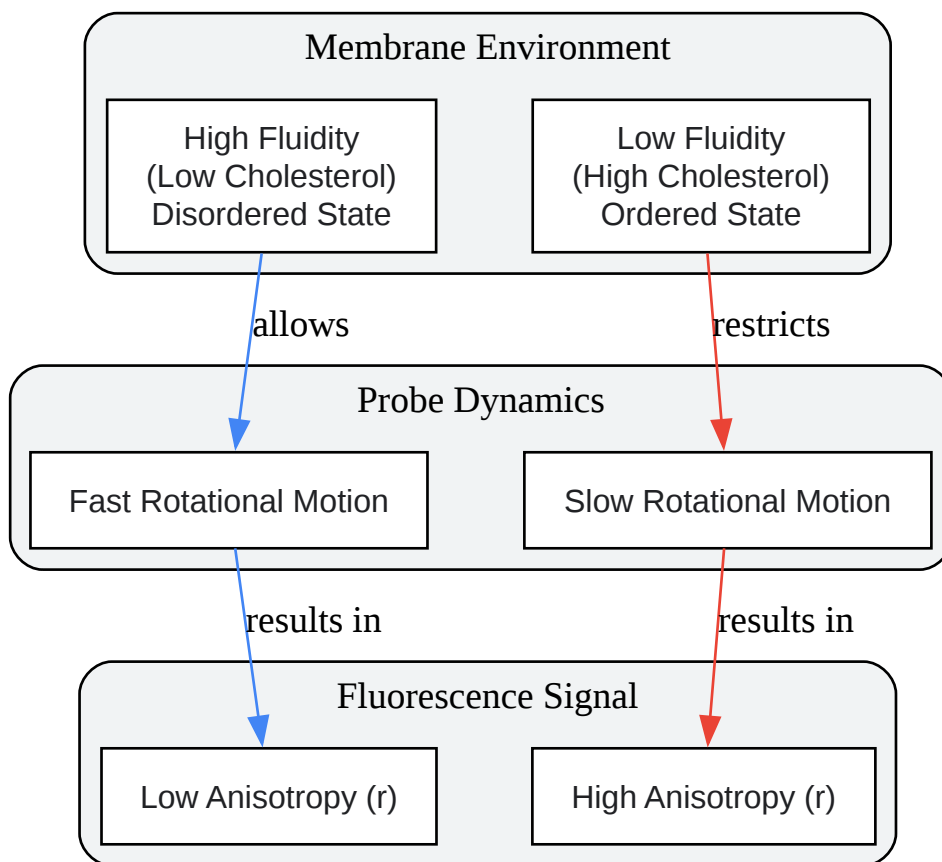 Membrane Environment
High Fluidity
(Low Cholesterol)
Disordered State
Low Fluidity
(High Cholesterol)
Ordered State
allows
restricts
Probe Dynamics
Fast Rotational Motion
Slow Rotational Motion
results in
results in
Fluorescence Signal
Low Anisotropy (r)
High Anisotropy (r)